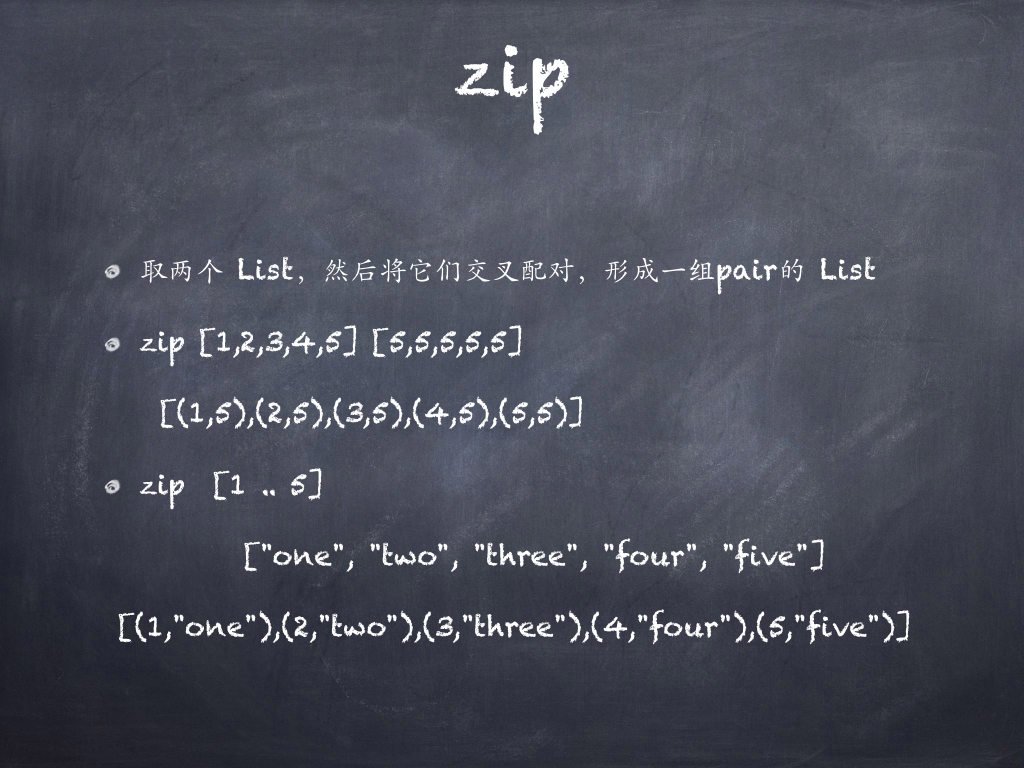 zip
取两个 List，然后将它们交叉配对，形成一组pair的 List
zip [1,2,3,4,5] [5,5,5,5,5]
[(1,5),(2,5),(3,5),(4,5),(5,5)]
zip [1 .. 5]
["one", "two", "three", "four", "five"]
[(1,"one"),(2,"two"),(3,"three"),(4,"four"),(5,"five")]